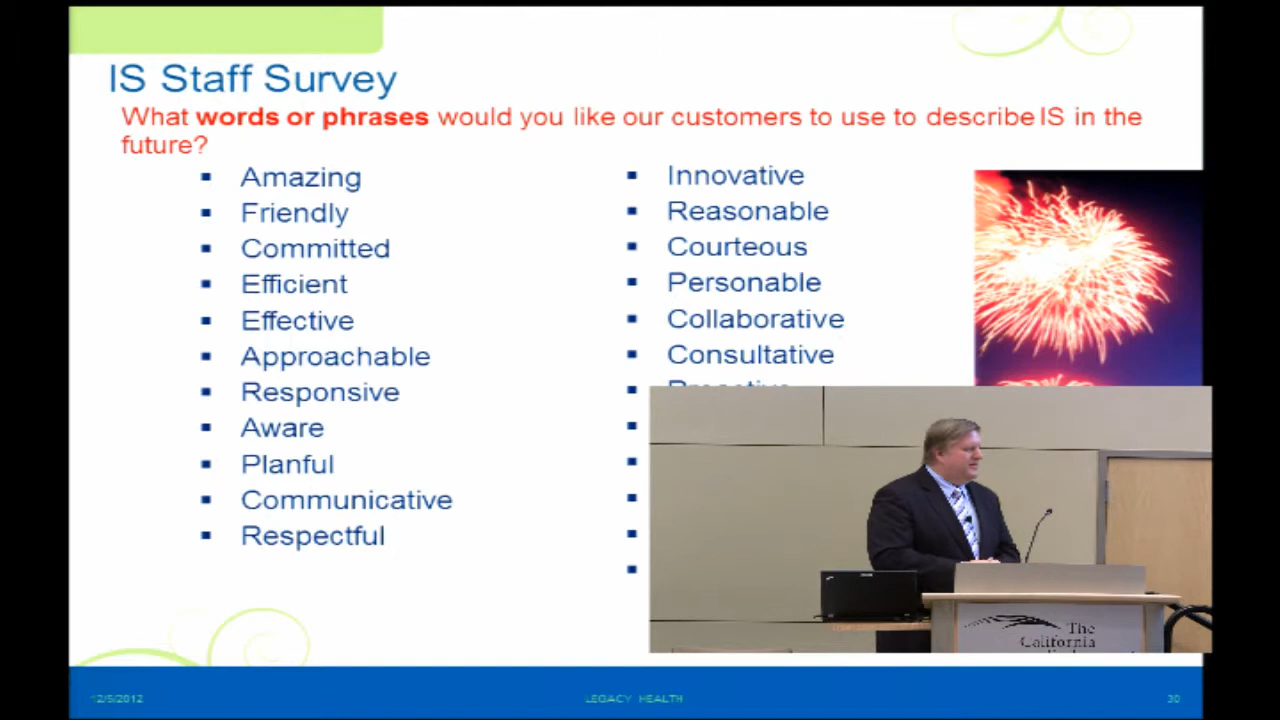 IS Staff Survey
What words or phrases would you like our customers to use to describe IS in the
future?
Amazing
Friendly
Committed
Efficient
Effective
Approachable
Responsive
Aware
Planful
Communicative
Respectful
Innovative
Reasonable
Courteous
Personable
Collaborative
Consultative
Proactive
The
California
12/5/2012
LEGACY HEALTH
30